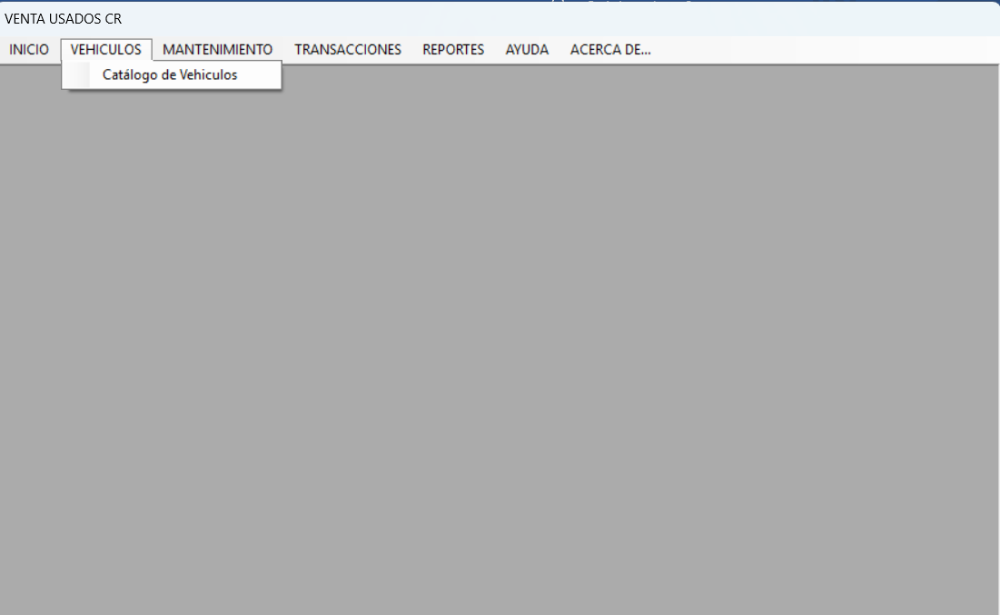 VENTA USADOS CR
INICIO VEHICULOS MANTENIMIENTO TRANSACCIONES REPORTES AYUDA ACERCA DE...
Catálogo de Vehiculos